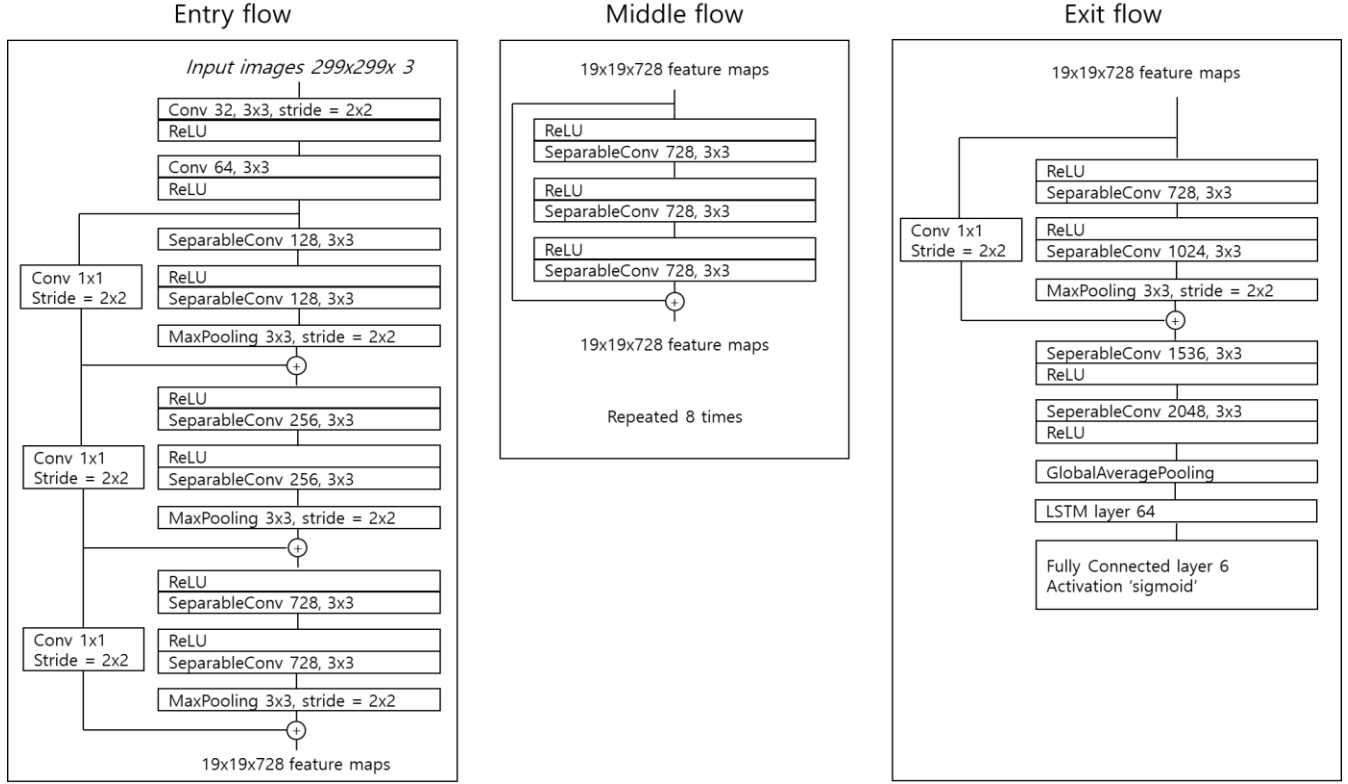 Entry flow
Input images 299x299x 3
Conv 32, 3x3, stride = 2x2
ReLU
Conv 64, 3x3
ReLU
SeparableConv 128, 3x3
Conv 1x1
Stride = 2x2
ReLU
SeparableConv 128, 3x3
MaxPooling 3x3, stride = 2x2
+
ReLU
SeparableConv 256, 3x3
Conv 1x1
Stride = 2x2
ReLU
SeparableConv 256, 3x3
MaxPooling 3x3, stride = 2x2
+
ReLU
SeparableConv 728, 3x3
Conv 1x1
Stride = 2x2
ReLU
SeparableConv 728, 3x3
MaxPooling 3x3, stride = 2x2
+
19x19x728 feature maps
Middle flow
19x19x728 feature maps
ReLU
SeparableConv 728, 3x3
ReLU
SeparableConv 728, 3x3
ReLU
SeparableConv 728, 3x3
+
19x19x728 feature maps
Repeated 8 times
Exit flow
19x19x728 feature maps
ReLU
SeparableConv 728, 3x3
Conv 1x1
Stride = 2x2
ReLU
SeparableConv 1024, 3x3
MaxPooling 3x3, stride = 2x2
+
SeperableConv 1536, 3x3
ReLU
SeperableConv 2048, 3x3
ReLU
GlobalAveragePooling
LSTM layer 64
Fully Connected layer 6
Activation 'sigmoid'